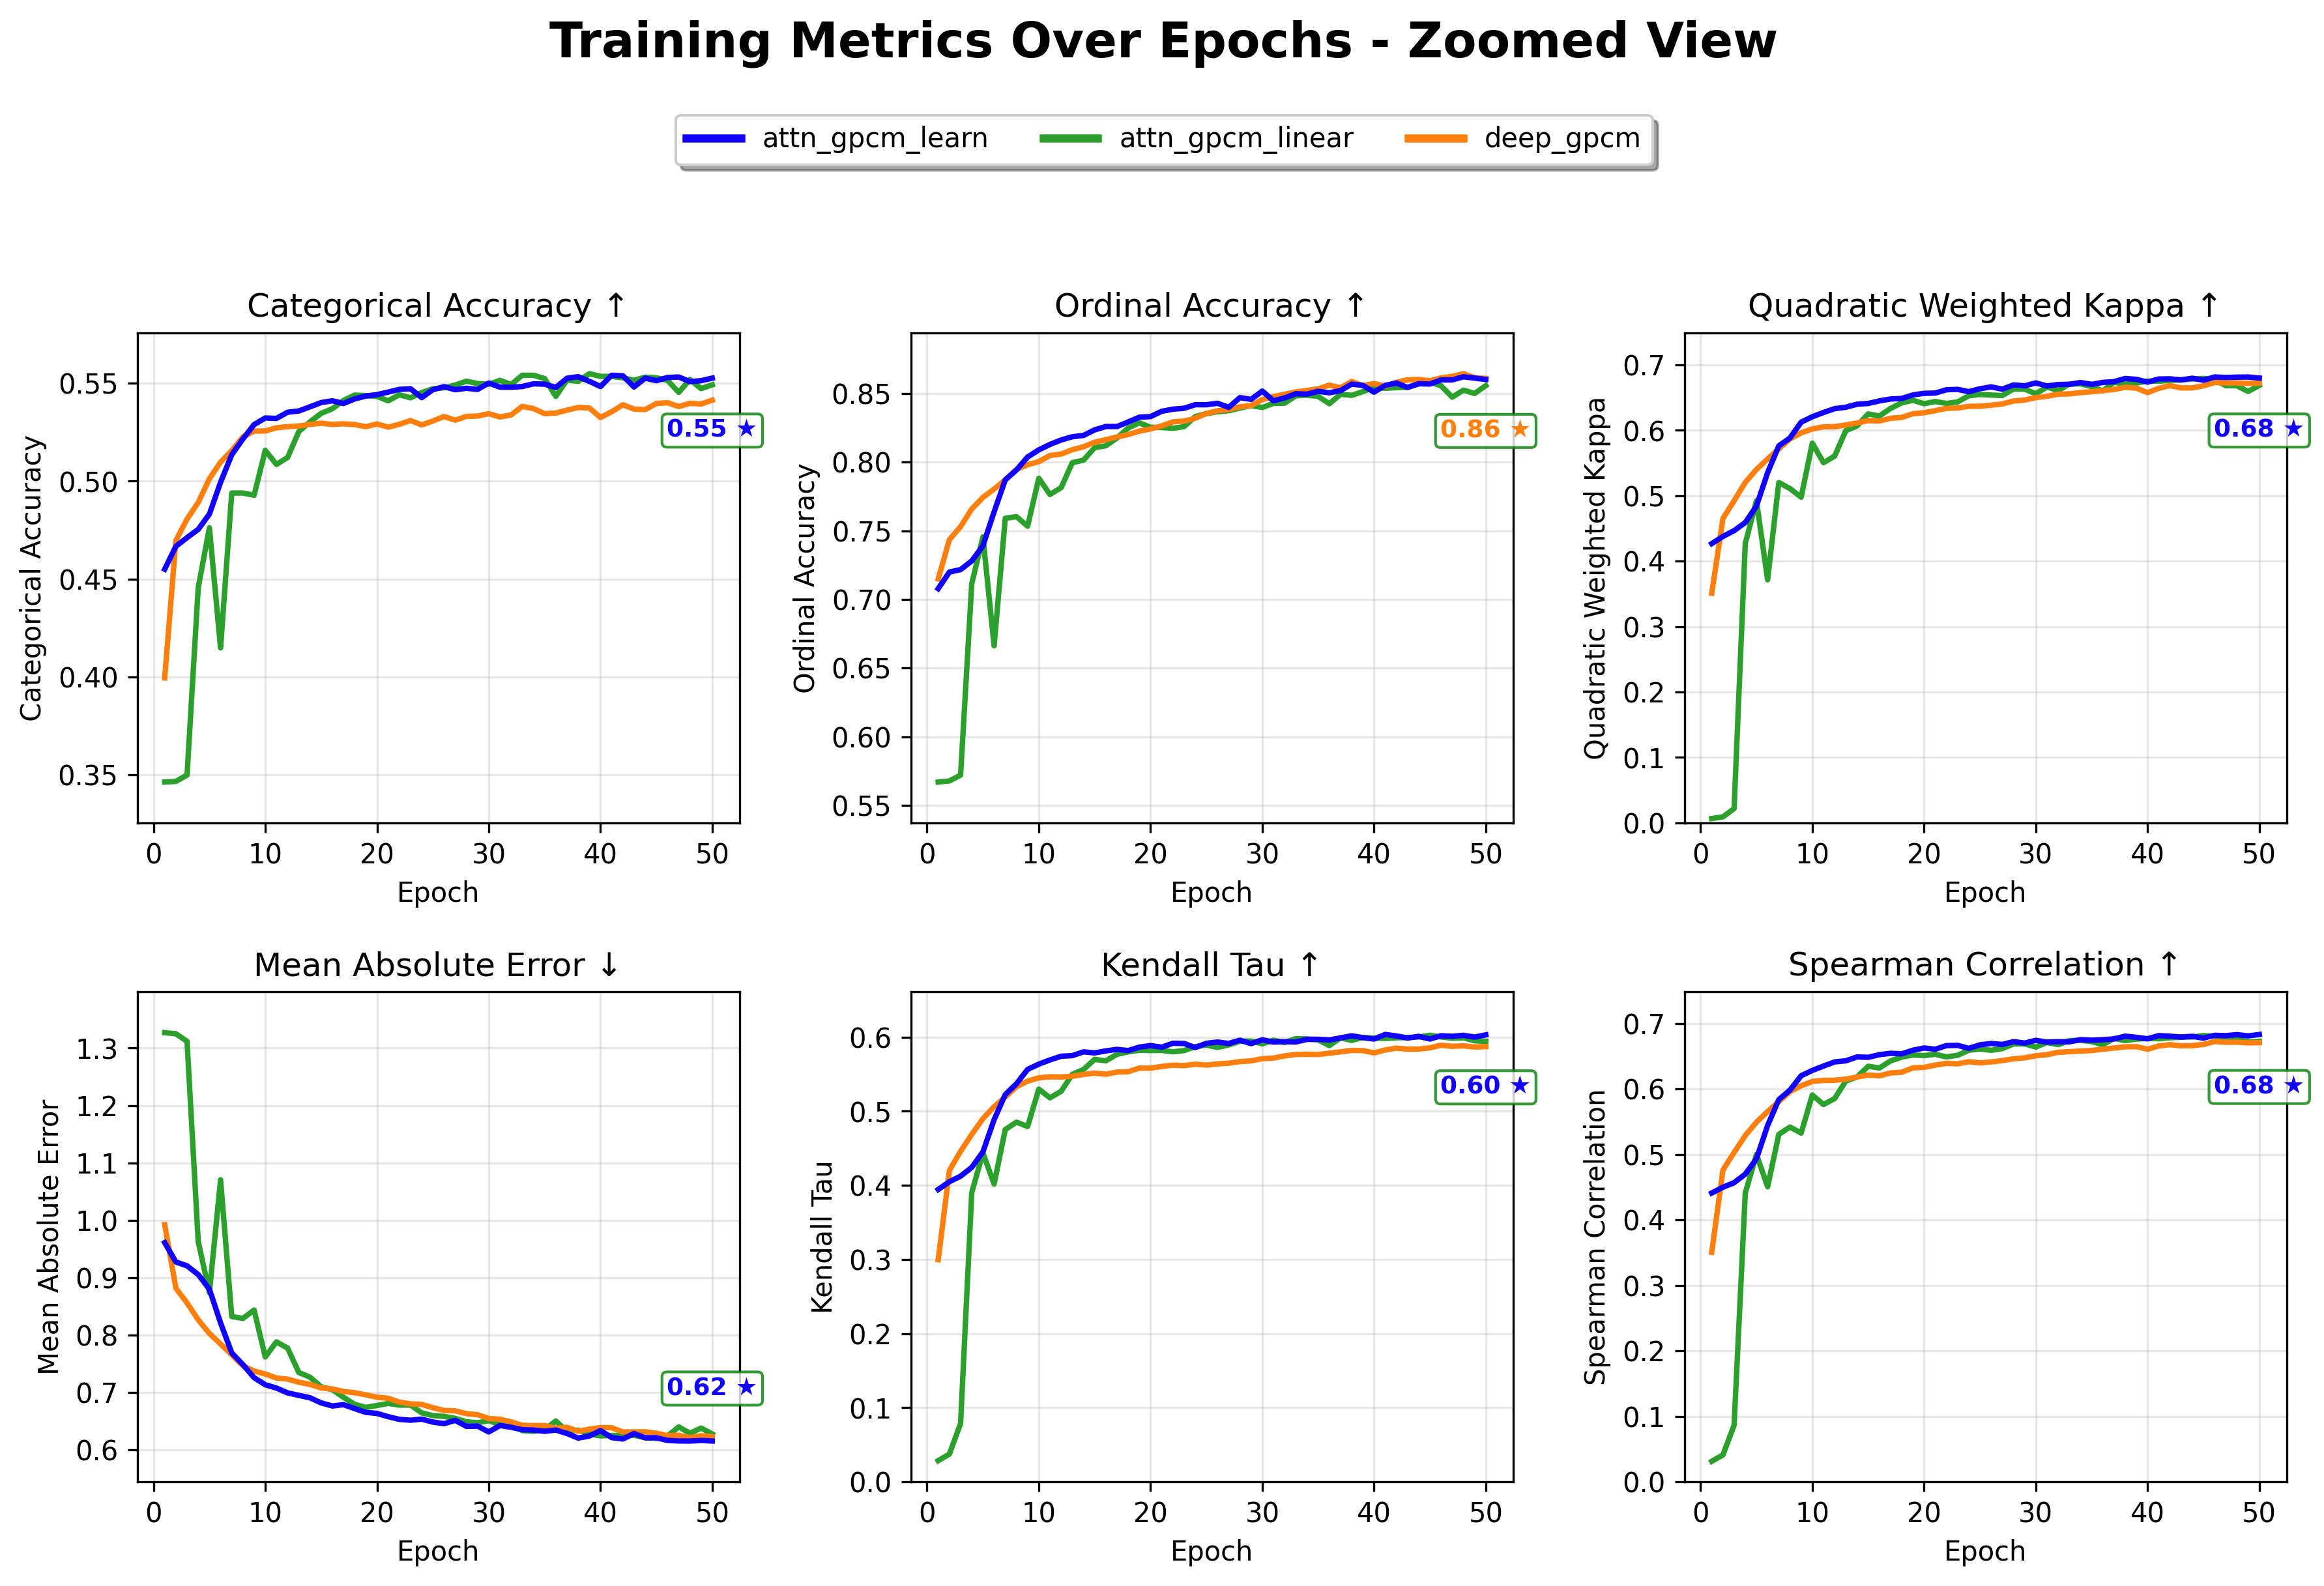 Training Metrics Over Epochs - Zoomed View
attn_gpcm_learn
attn_gpcm_linear
deep_gpcm
Categorical Accuracy ↑
Categorical Accuracy
0.55
0.50
0.45
0.40
0.35
0.55 ★
0 10 20 30 40 50
Epoch
Ordinal Accuracy ↑
Ordinal Accuracy
0.85
0.80
0.75
0.70
0.65
0.60
0.55
0.86 ★
0 10 20 30 40 50
Epoch
Quadratic Weighted Kappa ↑
Quadratic Weighted Kappa
0.7
0.6
0.5
0.4
0.3
0.2
0.1
0.0
0.68 ★
0 10 20 30 40 50
Epoch
Mean Absolute Error ↓
Mean Absolute Error
1.3
1.2
1.1
1.0
0.9
0.8
0.7
0.6
0.62 ★
0 10 20 30 40 50
Epoch
Kendall Tau ↑
Kendall Tau
0.6
0.5
0.4
0.3
0.2
0.1
0.0
0.60 ★
0 10 20 30 40 50
Epoch
Spearman Correlation ↑
Spearman Correlation
0.7
0.6
0.5
0.4
0.3
0.2
0.1
0.0
0.68 ★
0 10 20 30 40 50
Epoch